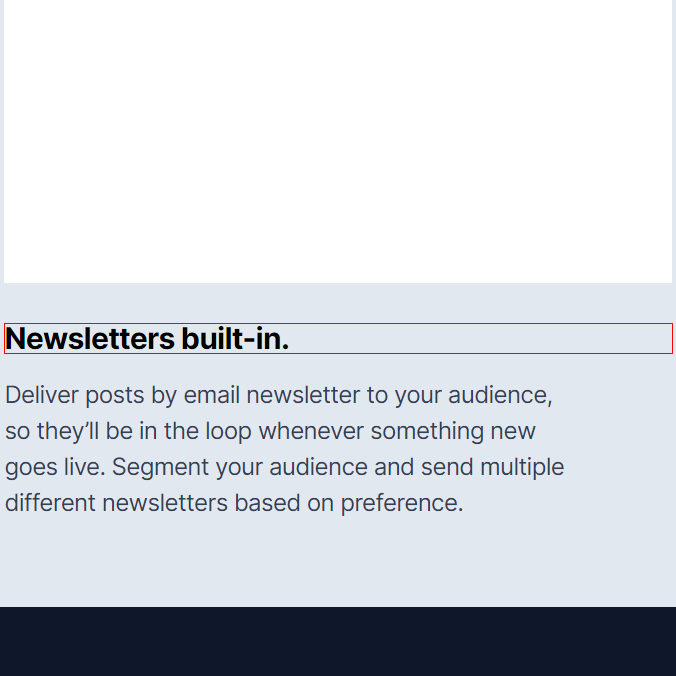 Newsletters built-in.
Deliver posts by email newsletter to your audience,
so they’ll be in the loop whenever something new
goes live. Segment your audience and send multiple
different newsletters based on preference.